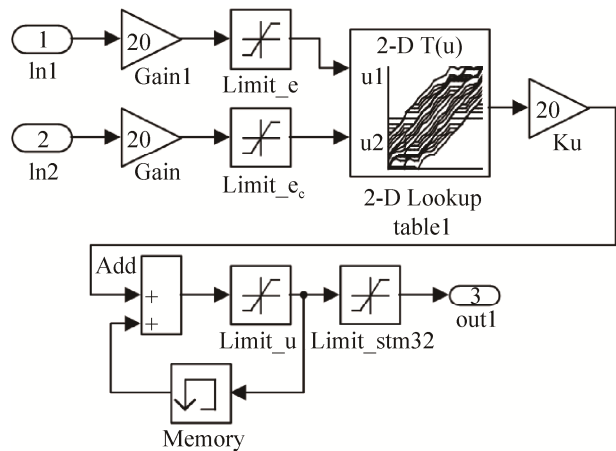 1
ln1
20
Gain1
Limit_e
2
ln2
20
Gain
Limit_e_c
2-D T(u)
u1
u2
2-D Lookup
table1
20
Ku
Add
+
+
Limit_u
Limit_stm32
3
out1
Memory